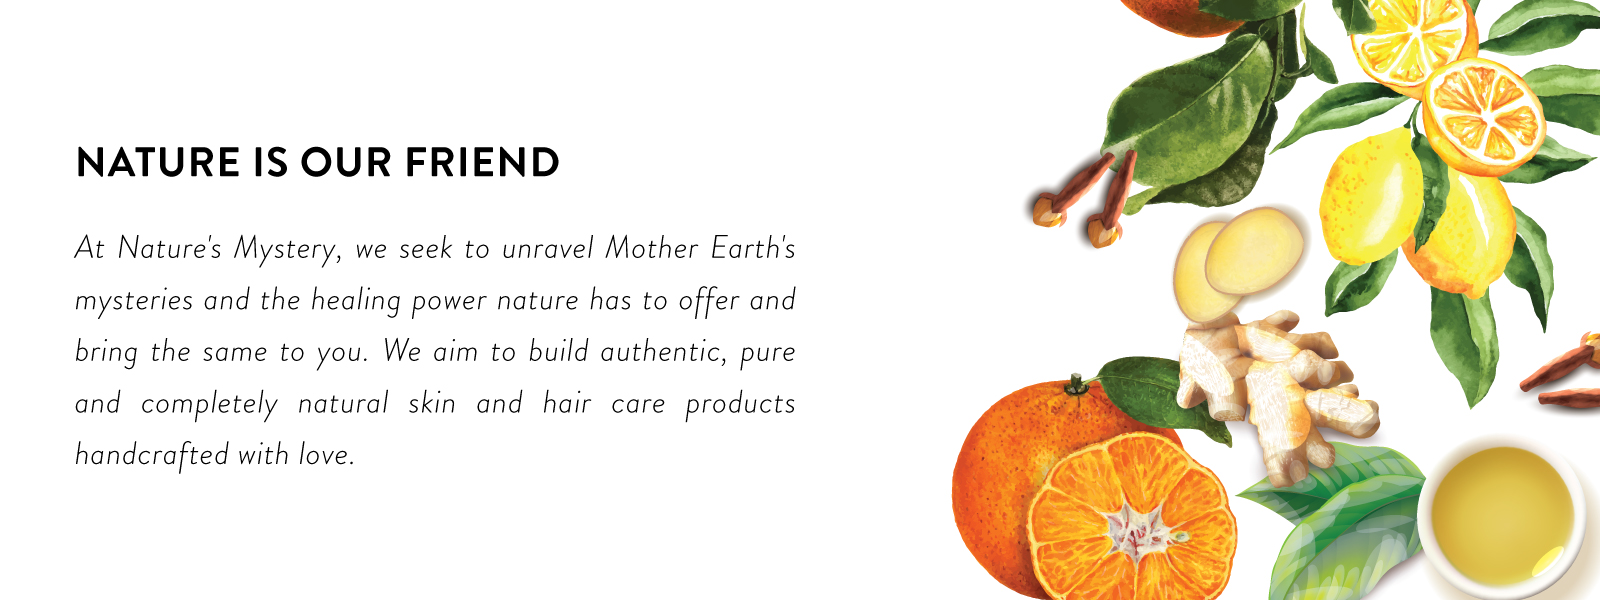 NATURE IS OUR FRIEND
At Nature's Mystery, we seek to unravel Mother Earth's
mysteries and the healing power nature has to offer and
bring the same to you. We aim to build authentic, pure
and completely natural skin and hair care products
handcrafted with love.